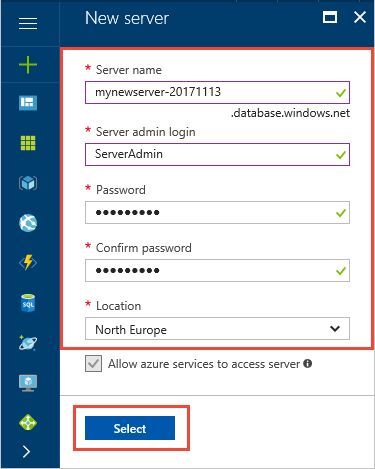 New server
* Server name
mynewserver-20171113
.database.windows.net
* Server admin login
ServerAdmin
* Password
•••••••••
* Confirm password
•••••••••
* Location
North Europe
Allow azure services to access server
Select
SQL